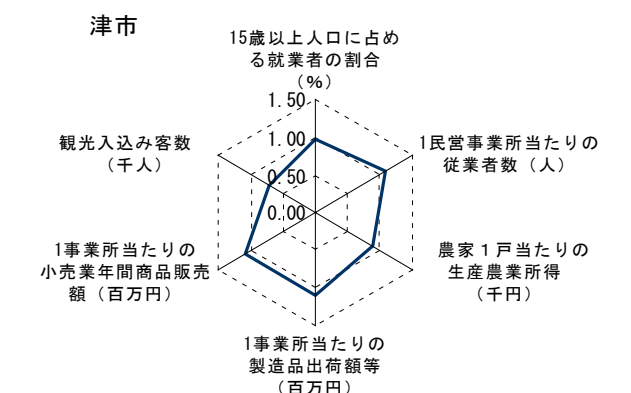 津市
15歳以上人口に占め
る就業者の割合
（%）
1.50
1.00
0.50
0.00
1民営事業所当たりの
従業者数（人）
農家１戸当たりの
生産農業所得
（千円）
1事業所当たりの
製造品出荷額等
（百万円）
1事業所当たりの
小売業年間商品販売
額（百万円）
観光入込み客数
（千人）